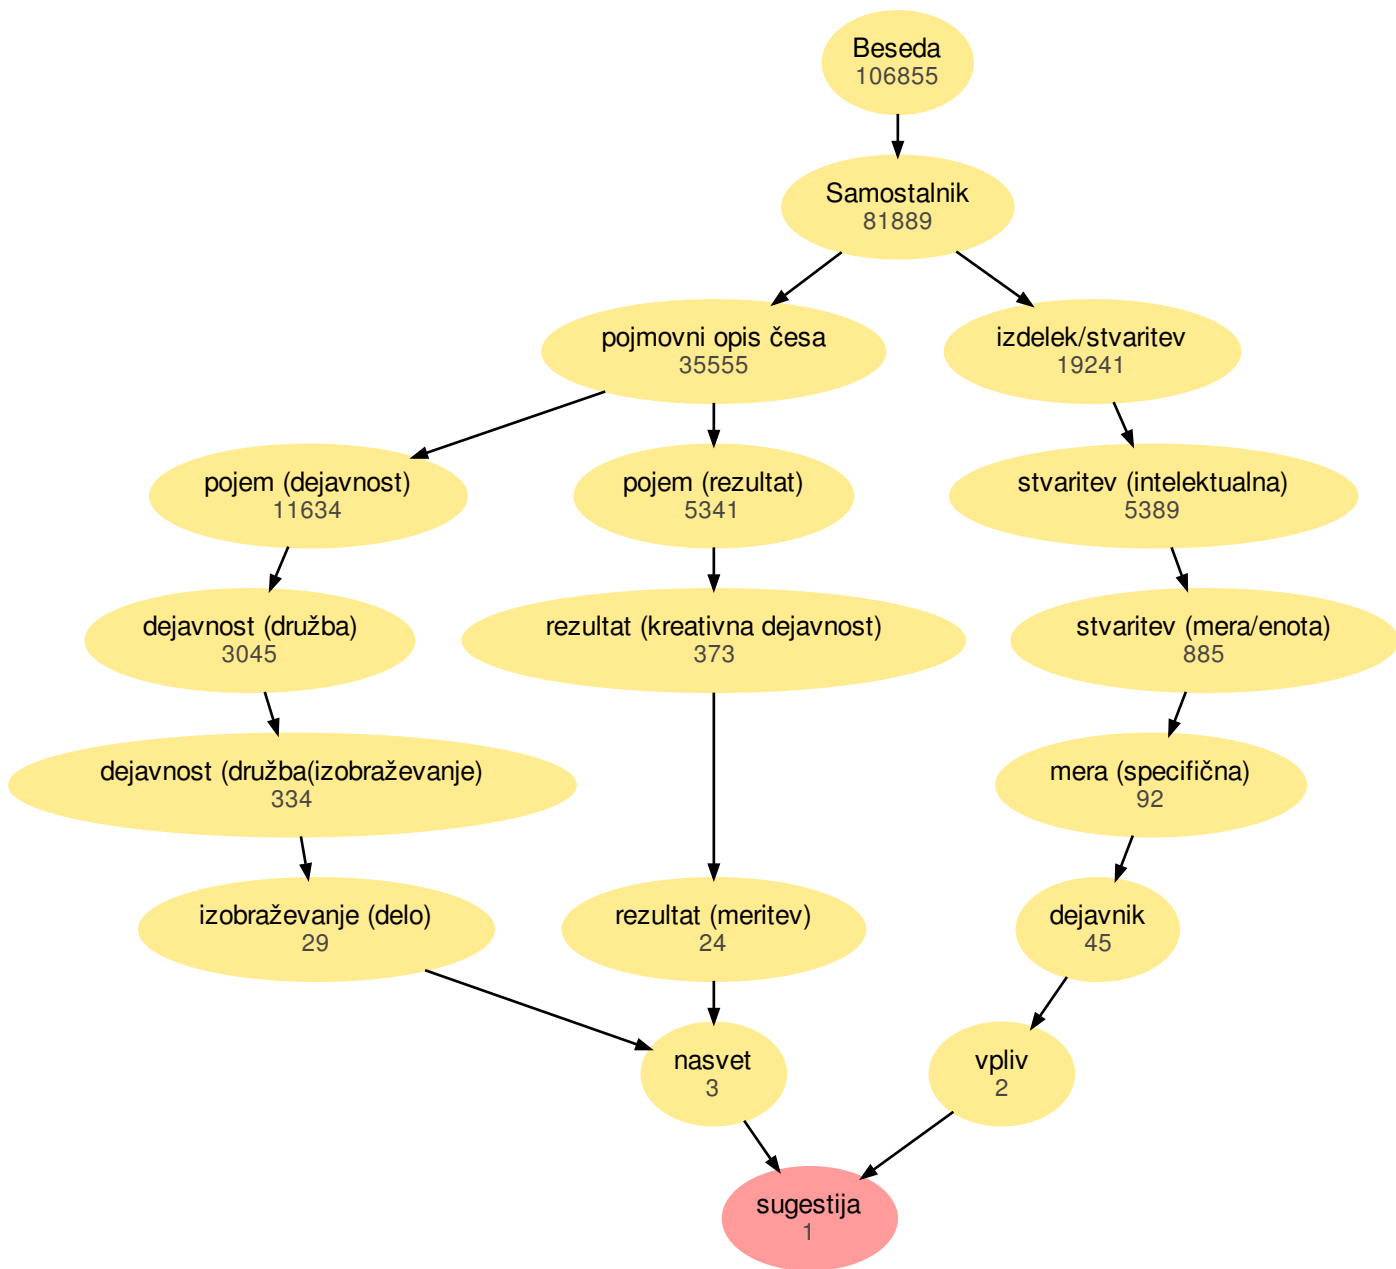 Beseda
106855
Samostalnik
81889
pojmovni opis česa
35555
izdelek/stvaritev
19241
pojem (dejavnost)
11634
pojem (rezultat)
5341
stvaritev (intelektualna)
5389
dejavnost (družba)
3045
rezultat (kreativna dejavnost)
373
stvaritev (mera/enota)
885
dejavnost (družba(izobraževanje)
334
mera (specifična)
92
izobraževanje (delo)
29
rezultat (meritev)
24
dejavnik
45
nasvet
3
vpliv
2
sugestija
1